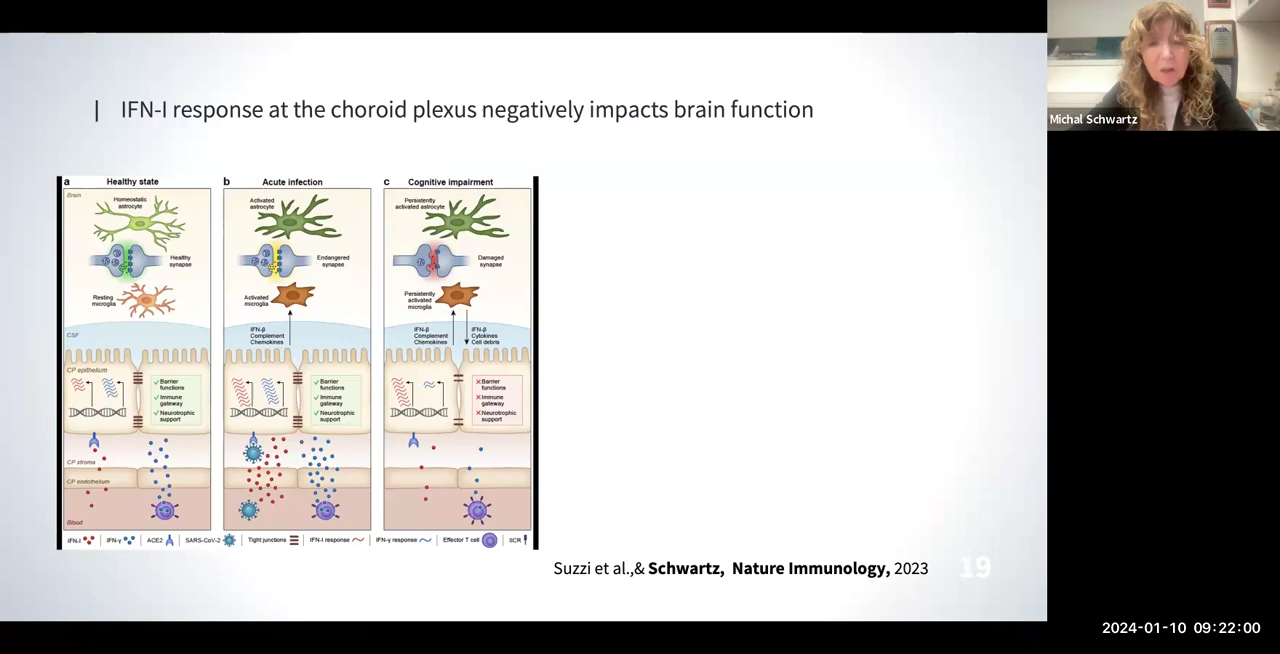 | IFN-I response at the choroid plexus negatively impacts brain function
Michal Schwartz
a Healthy state
Brain
Homeostatic
astrocyte
Healthy
synapse
Resting
microglia
CSF
CP epithelium
Barrier
functions
Immune
gateway
Neurotrophic
support
CP stroma
CP endothelium
Blood
b Acute infection
Activated
astrocyte
Endangered
synapse
Activated
microglia
IFN-β
Complement
Chemokines
Barrier
functions
Immune
gateway
Neurotrophic
support
c Cognitive impairment
Persistently
activated astrocyte
Damaged
synapse
Persistently
activated
microglia
IFN-β
Complement
Chemokines
IFN-β
Cytokines
Cell debris
Barrier
functions
Immune
gateway
Neurotrophic
support
IFN-I IFN-γ ACE2 SARS-CoV-2 Tight junctions IFN-I response IFN-γ response Effector T cell IICR
Suzzi et al.,& Schwartz, Nature Immunology, 2023
19
2024-01-10 09:22:00